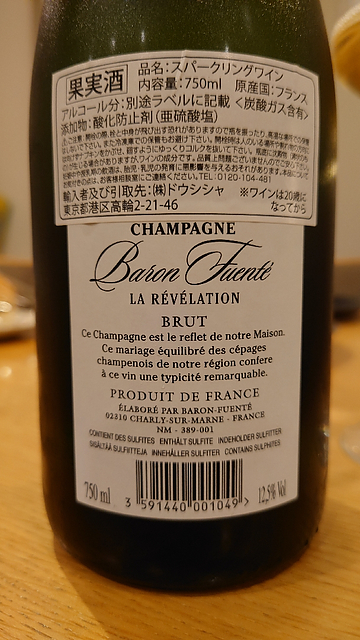 果実酒
品名:スパークリングワイン
内容量:750ml 原産国:フランス
アルコール分:別途ラベルに記載 <炭酸ガス含有>
添加物:酸化防止剤(亜硫酸塩)
TEL 0120-104-481
輸入者及び引取先:(株)ドウシシャ
東京都港区高輪2-21-46
※ワインは20歳になってから
CHAMPAGNE
Baron Fuenté
LA RÉVÉLATION
BRUT
Ce Champagne est le reflet de notre Maison.
Ce mariage équilibré des cépages
champenois de notre région confere
à ce vin une typicité remarquable.
PRODUIT DE FRANCE
ÉLABORÉ PAR BARON-FUENTÉ
02310 CHARLY-SUR-MARNE - FRANCE
NM - 389-001
CONTIENT DES SULFITES ENTHÄLT SULFITE INDEHOLDER SULFITTER
SISÄLTÄÄ SULFIITTEJA INNEHÅLLER SULFITER CONTAINS SULPHITES
750 ml
3 591440 001049 >
12,5% Vol